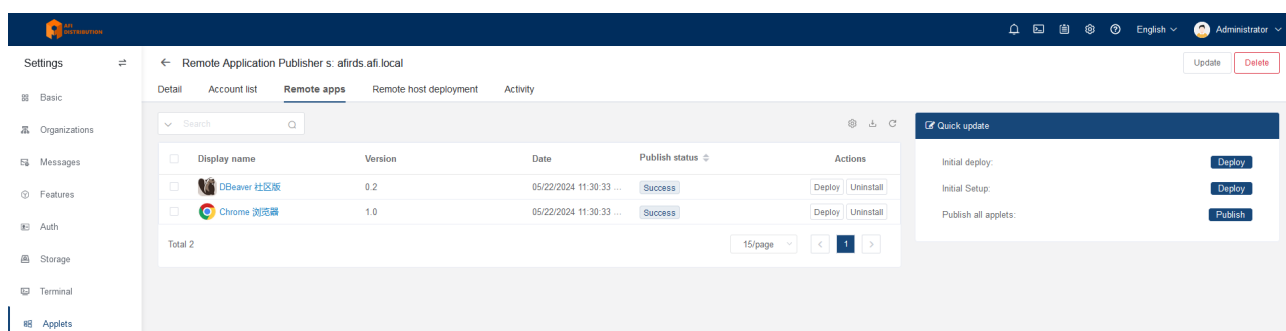 AFI
DISTRIBUTION
English
Administrator
Settings
Remote Application Publisher s: afirds.afi.local
Update
Delete
Detail
Account list
Remote apps
Remote host deployment
Activity
Basic
Organizations
Messages
Features
Auth
Storage
Terminal
Applets
Search
Display name
Version
Date
Publish status
Actions
DBeaver 社区版
0.2
05/22/2024 11:30:33 ...
Success
Deploy
Uninstall
Chrome 浏览器
1.0
05/22/2024 11:30:33 ...
Success
Deploy
Uninstall
Total 2
15/page
1
Quick update
Initial deploy:
Deploy
Initial Setup:
Deploy
Publish all applets:
Publish